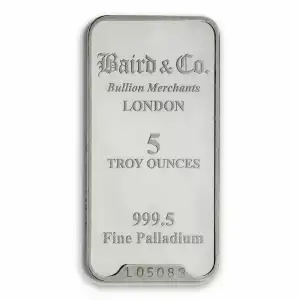 Baird & Co.
Bullion Merchants
LONDON
5
TROY OUNCES
999.5
Fine Palladium
L05083